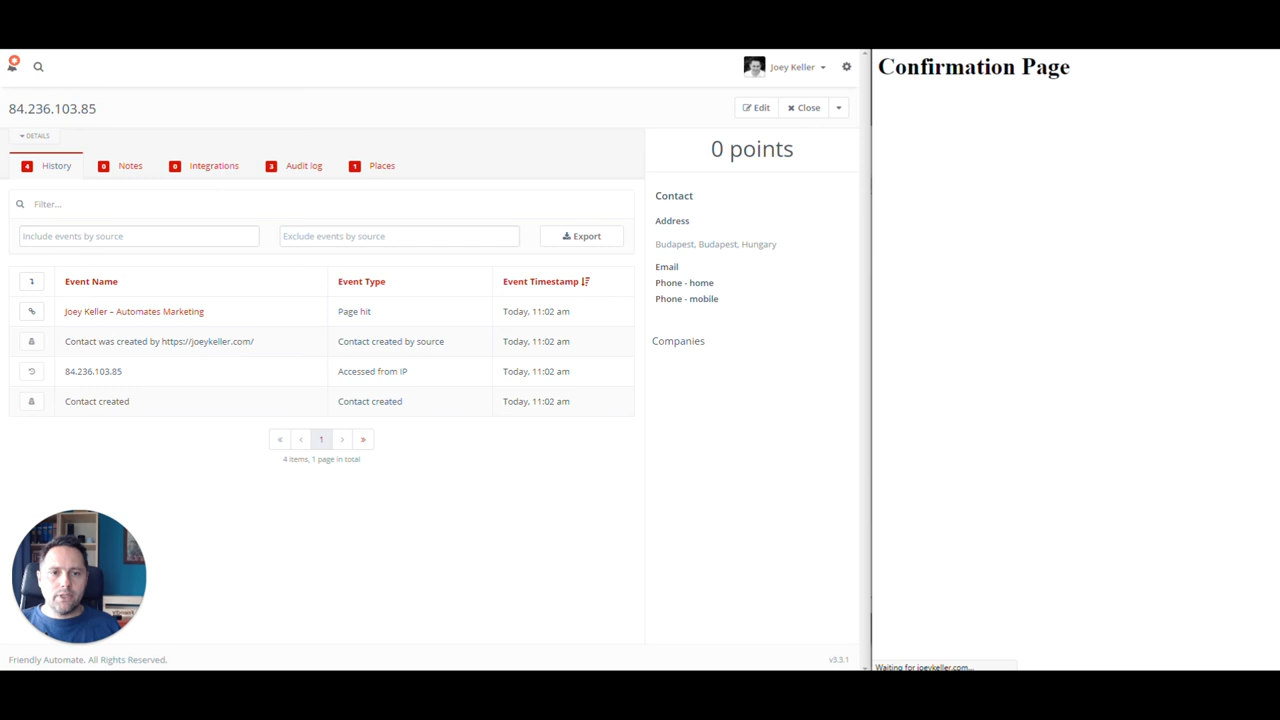 Joey Keller
84.236.103.85
Edit
Close
DETAILS
4 History
0 Notes
0 Integrations
3 Audit log
1 Places
Filter...
Include events by source
Exclude events by source
Export
Event Name Event Type Event Timestamp
Joey Keller – Automates Marketing Page hit Today, 11:02 am
Contact was created by https://joeykeller.com/ Contact created by source Today, 11:02 am
84.236.103.85 Accessed from IP Today, 11:02 am
Contact created Contact created Today, 11:02 am
« ‹ 1 › »
4 items, 1 page in total
0 points
Contact
Address
Budapest, Budapest, Hungary
Email
Phone - home
Phone - mobile
Companies
Friendly Automate. All Rights Reserved.
v3.3.1
Confirmation Page
Waiting for joeykeller.com...